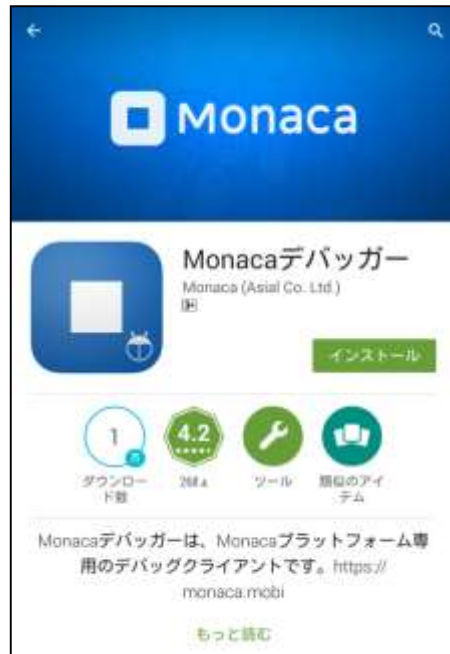 Monaca
Monacaデバッガー
Monaca (Asial Co. Ltd.)
インストール
1
4.2
ダウンロー
ド数
268人
ツール
類似のアイ
テム
Monacaデバッガーは、Monacaプラットフォーム専
用のデバッグクライアントです。https://
monaca.mobi
もっと読む